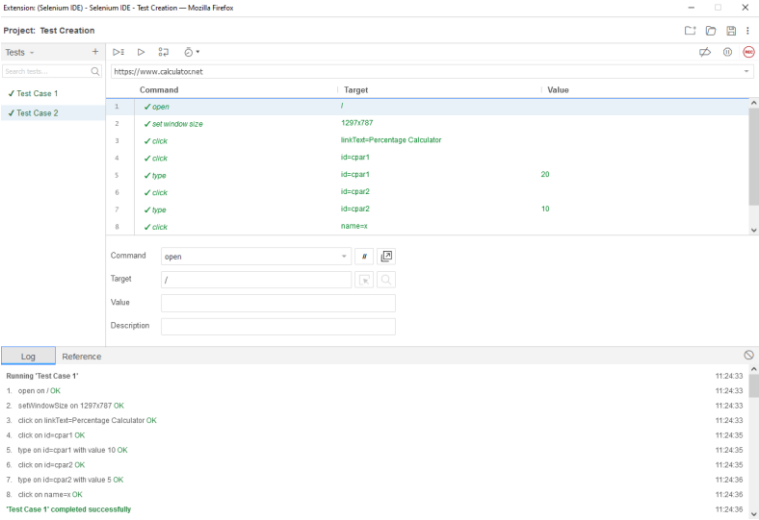 Extension: (Selenium IDE) - Selenium IDE - Test Creation — Mozilla Firefox
Project: Test Creation
Tests
Search tests...
https://www.calculator.net
Command Target Value
✓ Test Case 1
✓ Test Case 2
1 ✓ open /
2 ✓ set window size 1297x787
3 ✓ click linkText=Percentage Calculator
4 ✓ click id=cpar1
5 ✓ type id=cpar1 20
6 ✓ click id=cpar2
7 ✓ type id=cpar2 10
8 ✓ click name=x
Command open //
Target /
Value
Description
Log Reference
Running 'Test Case 1' 11:24:33
1. open on / OK 11:24:33
2. setWindowSize on 1297x787 OK 11:24:33
3. click on linkText=Percentage Calculator OK 11:24:33
4. click on id=cpar1 OK 11:24:35
5. type on id=cpar1 with value 10 OK 11:24:35
6. click on id=cpar2 OK 11:24:35
7. type on id=cpar2 with value 5 OK 11:24:36
8. click on name=x OK 11:24:36
'Test Case 1' completed successfully 11:24:36